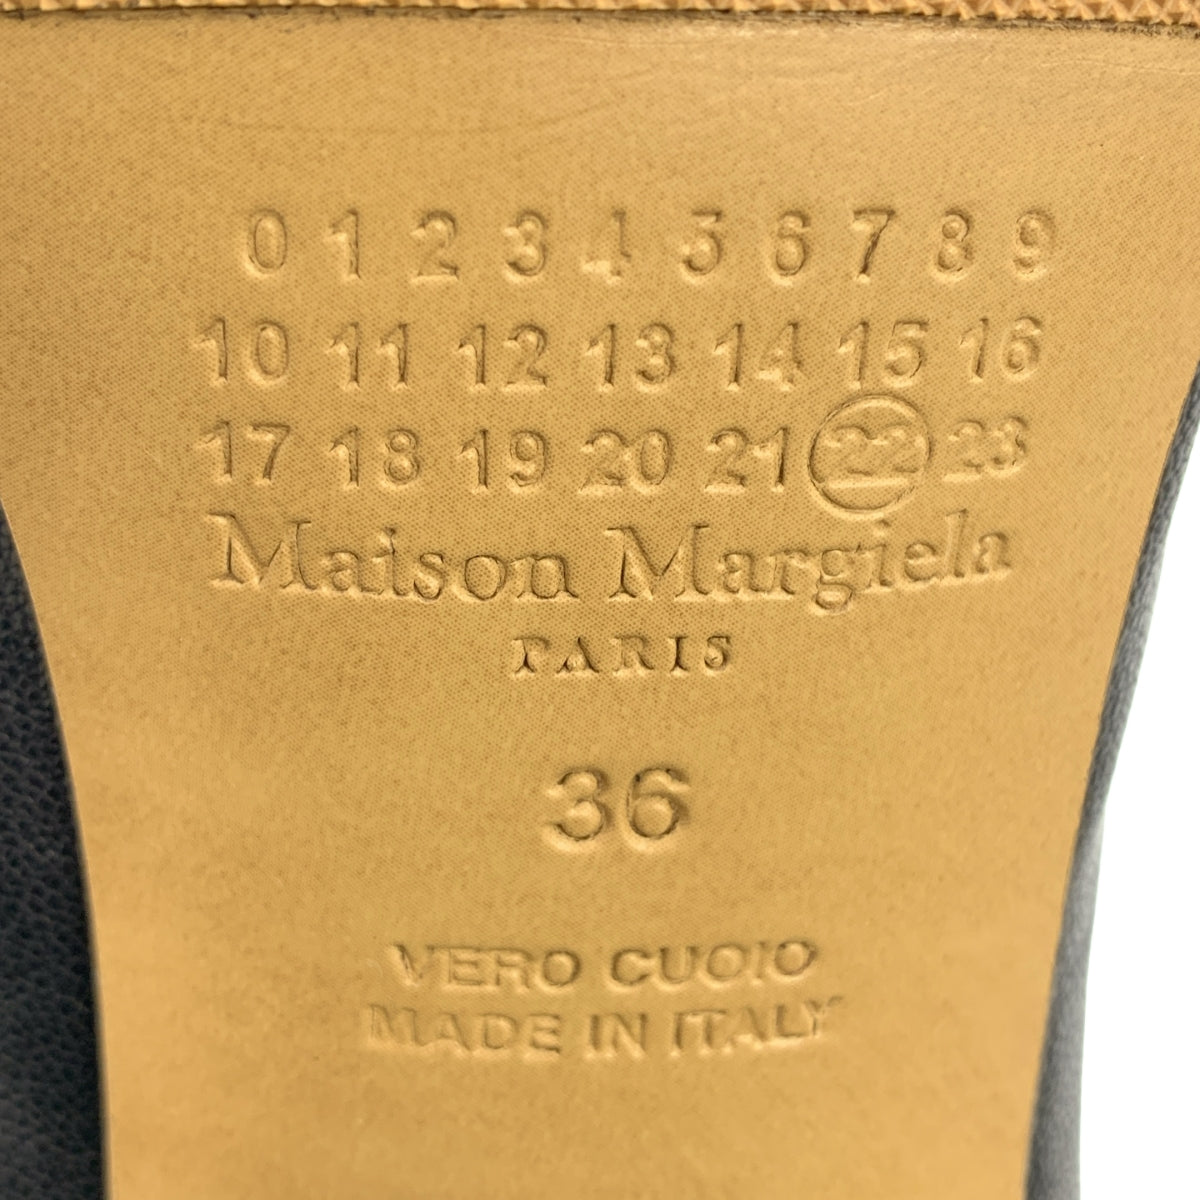 0 1 2 3 4 5 6 7 8 9
10 11 12 13 14 15 16
17 18 19 20 21 22 23
Maison Margiela
PARIS
36
VERO CUOIO
MADE IN ITALY